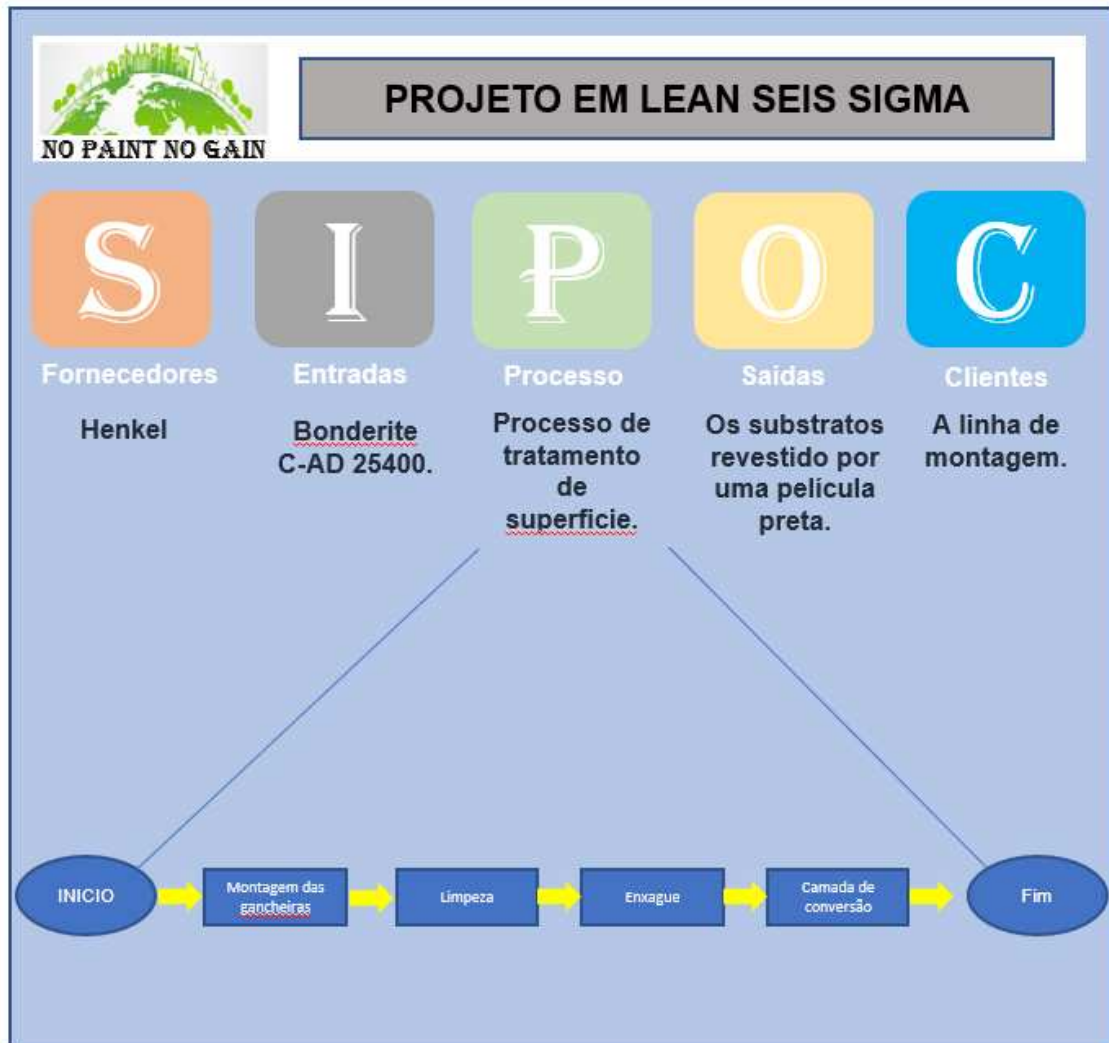 NO PAINT NO GAIN
PROJETO EM LEAN SEIS SIGMA
S
I
P
O
C
Fornecedores
Entradas
Processo
Saídas
Clientes
Henkel
Bonderite
C-AD 25400.
Processo de
tratamento
de
superficie.
Os substratos
revestido por
uma película
preta.
A linha de
montagem.
INICIO
Montagem das
gancheiras
Limpeza
Enxague
Camada de
conversão
Fim